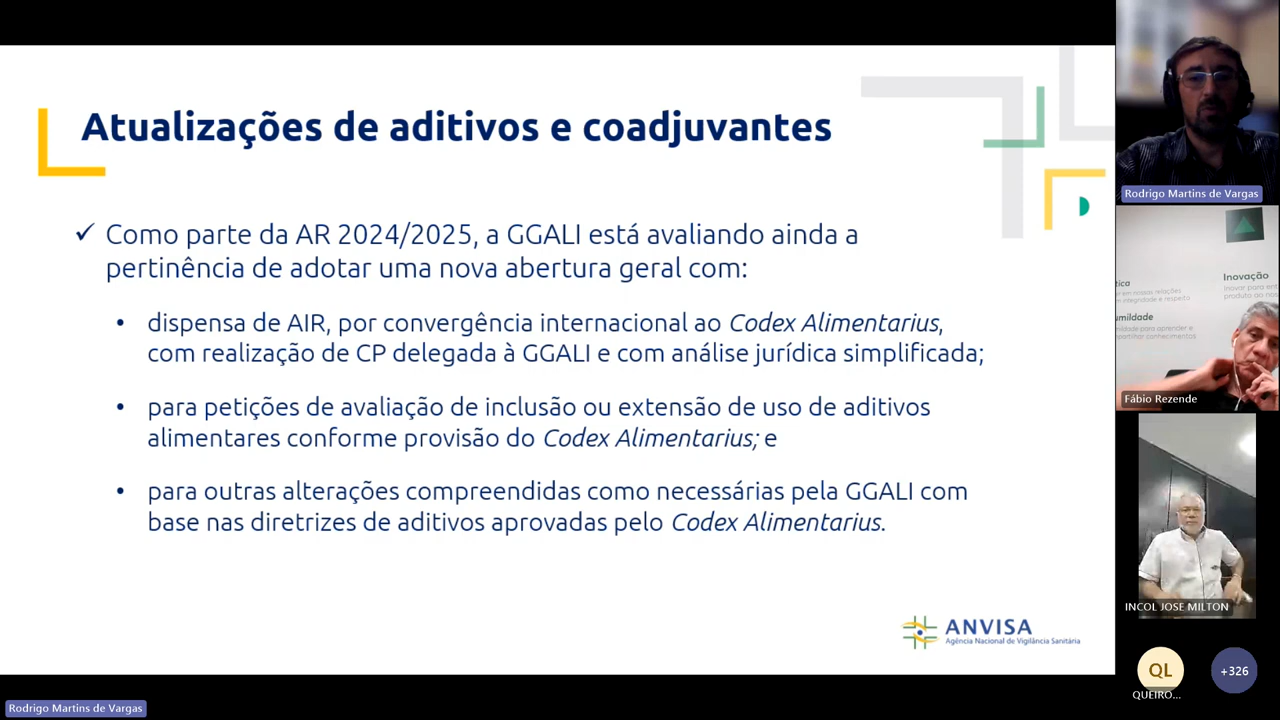 Atualizações de aditivos e coadjuvantes
✓ Como parte da AR 2024/2025, a GGALI está avaliando ainda a
pertinência de adotar uma nova abertura geral com:
• dispensa de AIR, por convergência internacional ao Codex Alimentarius,
com realização de CP delegada à GGALI e com análise jurídica simplificada;
• para petições de avaliação de inclusão ou extensão de uso de aditivos
alimentares conforme provisão do Codex Alimentarius; e
• para outras alterações compreendidas como necessárias pela GGALI com
base nas diretrizes de aditivos aprovadas pelo Codex Alimentarius.
ANVISA
Agência Nacional de Vigilância Sanitária
Rodrigo Martins de Vargas
Inovação
Fábio Rezende
INCOL JOSE MILTON
QL
QUEIRO...
+326
Rodrigo Martins de Vargas